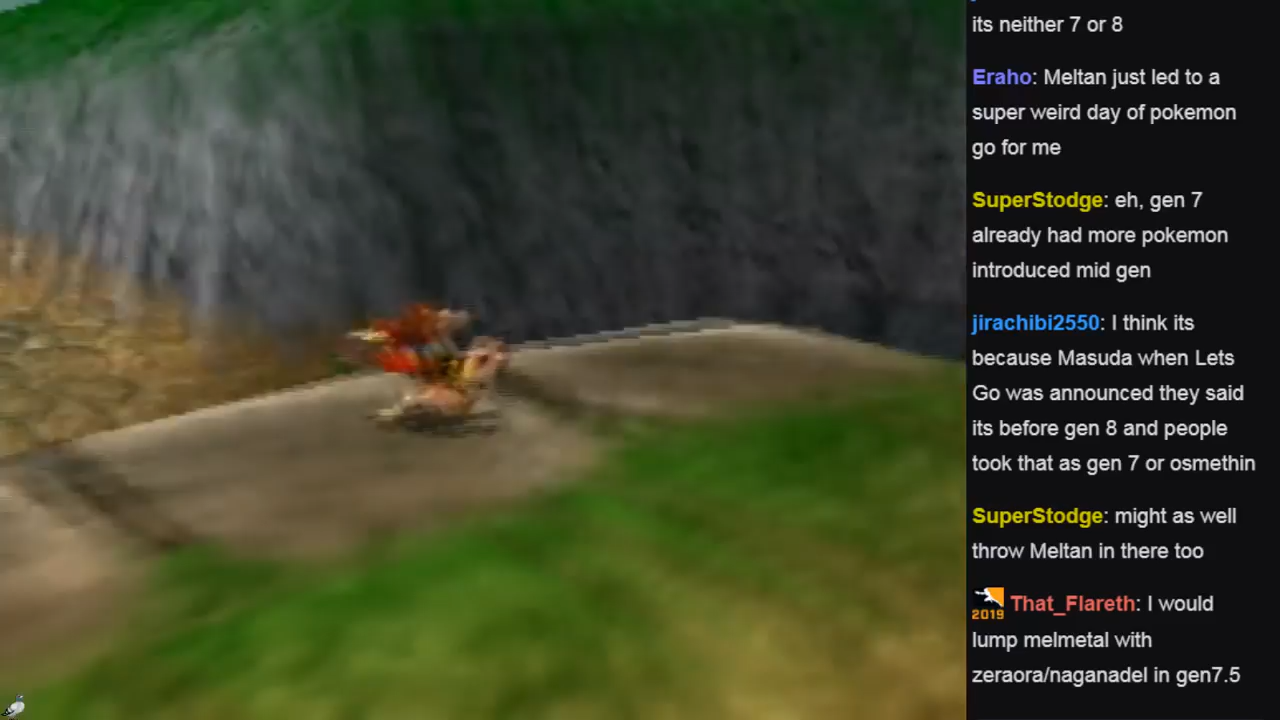 its neither 7 or 8
Eraho: Meltan just led to a
super weird day of pokemon
go for me
SuperStodge: eh, gen 7
already had more pokemon
introduced mid gen
jirachibi2550: I think its
because Masuda when Lets
Go was announced they said
its before gen 8 and people
took that as gen 7 or osmethin
SuperStodge: might as well
throw Meltan in there too
2019 That_Flareth: I would
lump melmetal with
zeraora/naganadel in gen7.5